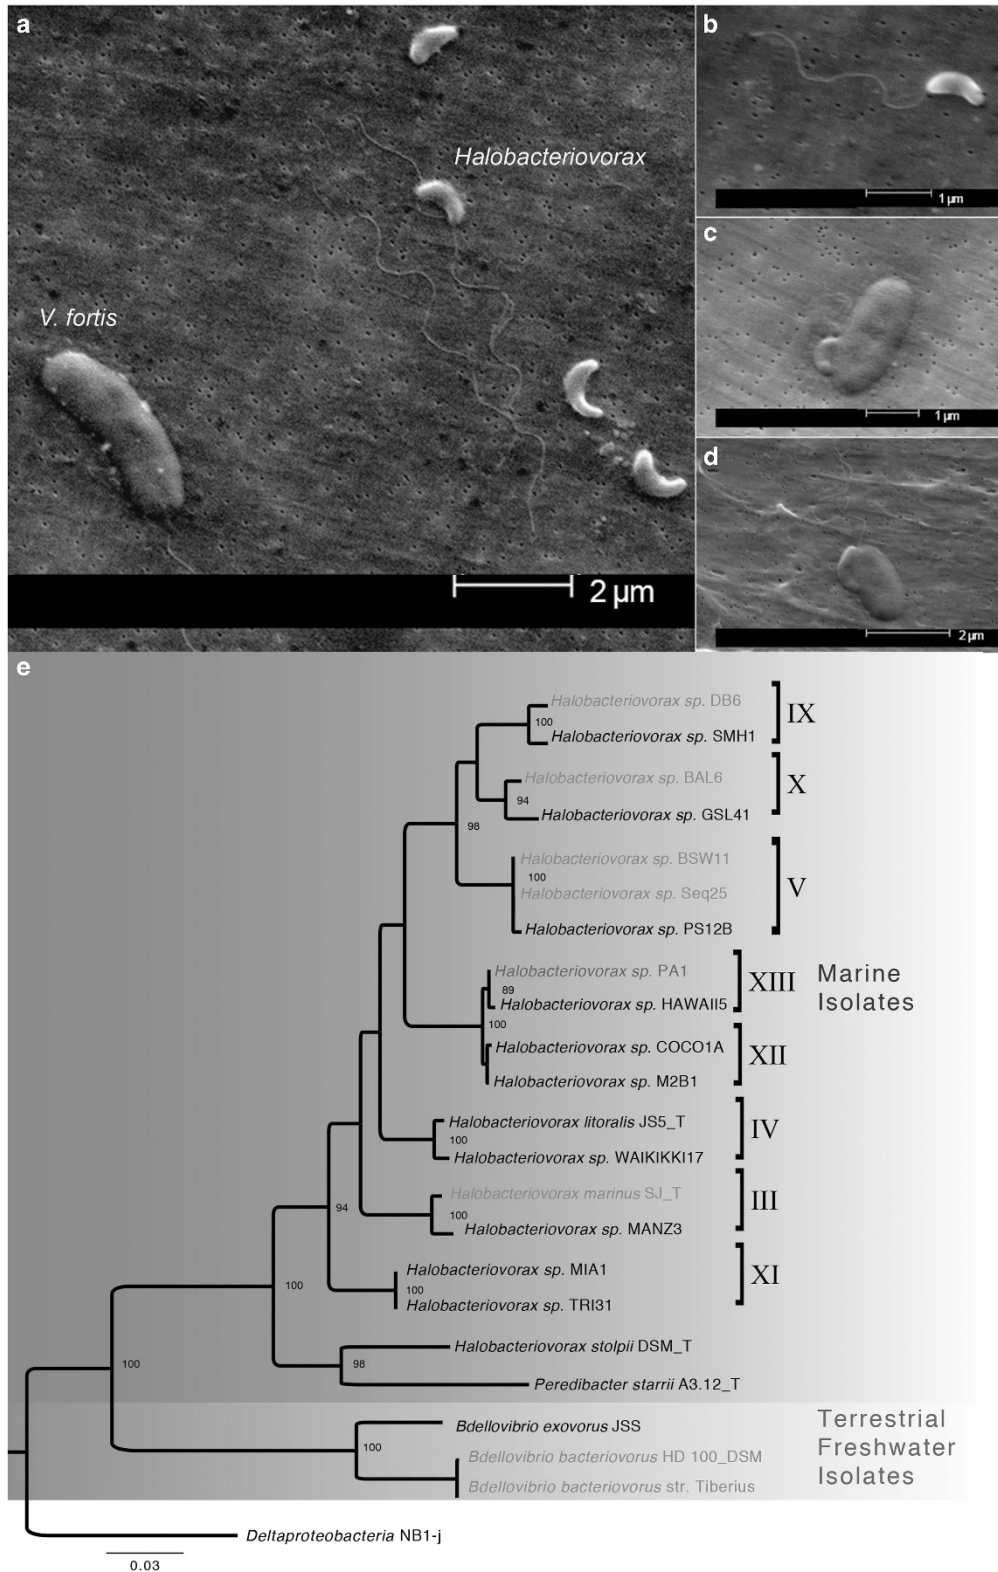 a
Halobacteriovorax
V. fortis
2 µm
b
1 µm
c
1 µm
d
2 µm
e
Halobacteriovorax sp. DB6
Halobacteriovorax sp. SMH1
IX
Halobacteriovorax sp. BAL6
Halobacteriovorax sp. GSL41
X
Halobacteriovorax sp. BSW11
Halobacteriovorax sp. Seq25
Halobacteriovorax sp. PS12B
V
Halobacteriovorax sp. PA1
Halobacteriovorax sp. HAWAII5
XIII
Halobacteriovorax sp. COCO1A
Halobacteriovorax sp. M2B1
XII
Halobacteriovorax litoralis JS5_T
Halobacteriovorax sp. WAIKIKKI17
IV
Halobacteriovorax marinus SJ_T
Halobacteriovorax sp. MANZ3
III
Halobacteriovorax sp. MIA1
Halobacteriovorax sp. TRI31
XI
Halobacteriovorax stolpii DSM_T
Peredibacter starrii A3.12_T
Bdellovibrio exovorus JSS
Bdellovibrio bacteriovorus HD 100_DSM
Bdellovibrio bacteriovorus str. Tiberius
Deltaproteobacteria NB1-j
Marine
Isolates
Terrestrial
Freshwater
Isolates
100
94
98
100
89
100
100
100
94
100
100
98
100
100
0.03